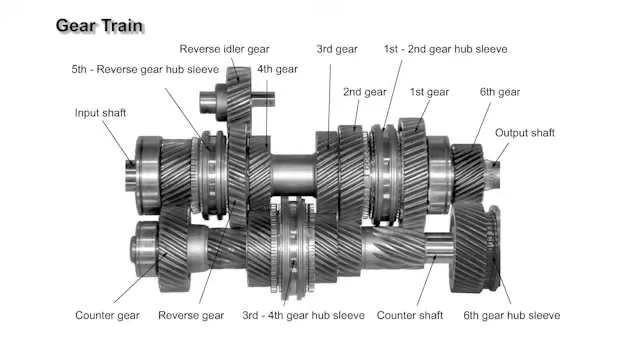 Gear Train
Reverse idler gear
3rd gear
1st - 2nd gear hub sleeve
5th - Reverse gear hub sleeve
4th gear
2nd gear
1st gear
6th gear
Input shaft
Output shaft
Counter gear
Reverse gear
3rd - 4th gear hub sleeve
Counter shaft
6th gear hub sleeve